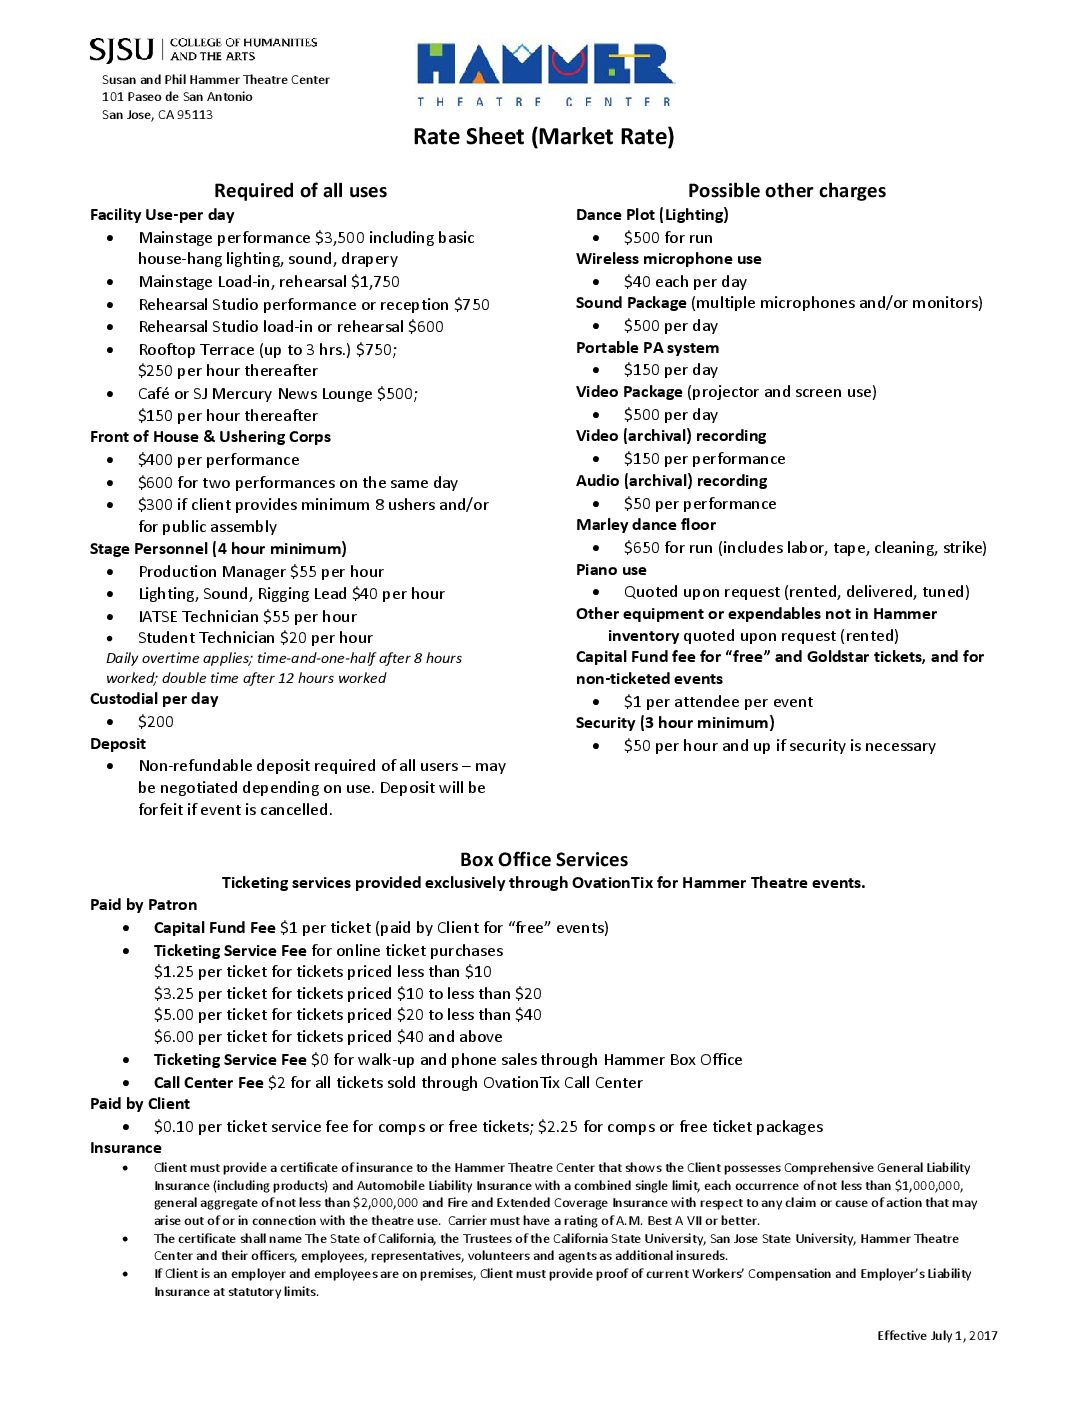 SJSU | COLLEGE OF HUMANITIES
AND THE ARTS
Susan and Phil Hammer Theatre Center
101 Paseo de San Antonio
San Jose, CA 95113
HAMMER
THEATRE CENTER
Rate Sheet (Market Rate)
Required of all uses
Facility Use-per day
• Mainstage performance $3,500 including basic
house-hang lighting, sound, drapery
• Mainstage Load-in, rehearsal $1,750
• Rehearsal Studio performance or reception $750
• Rehearsal Studio load-in or rehearsal $600
• Rooftop Terrace (up to 3 hrs.) $750;
$250 per hour thereafter
• Café or SJ Mercury News Lounge $500;
$150 per hour thereafter
Front of House & Ushering Corps
• $400 per performance
• $600 for two performances on the same day
• $300 if client provides minimum 8 ushers and/or
for public assembly
Stage Personnel (4 hour minimum)
• Production Manager $55 per hour
• Lighting, Sound, Rigging Lead $40 per hour
• IATSE Technician $55 per hour
• Student Technician $20 per hour
Daily overtime applies; time-and-one-half after 8 hours
worked; double time after 12 hours worked
Custodial per day
• $200
Deposit
• Non-refundable deposit required of all users – may
be negotiated depending on use. Deposit will be
forfeit if event is cancelled.
Possible other charges
Dance Plot (Lighting)
• $500 for run
Wireless microphone use
• $40 each per day
Sound Package (multiple microphones and/or monitors)
• $500 per day
Portable PA system
• $150 per day
Video Package (projector and screen use)
• $500 per day
Video (archival) recording
• $150 per performance
Audio (archival) recording
• $50 per performance
Marley dance floor
• $650 for run (includes labor, tape, cleaning, strike)
Piano use
• Quoted upon request (rented, delivered, tuned)
Other equipment or expendables not in Hammer
inventory quoted upon request (rented)
Capital Fund fee for “free” and Goldstar tickets, and for
non-ticketed events
• $1 per attendee per event
Security (3 hour minimum)
• $50 per hour and up if security is necessary
Box Office Services
Ticketing services provided exclusively through OvationTix for Hammer Theatre events.
Paid by Patron
• Capital Fund Fee $1 per ticket (paid by Client for “free” events)
• Ticketing Service Fee for online ticket purchases
$1.25 per ticket for tickets priced less than $10
$3.25 per ticket for tickets priced $10 to less than $20
$5.00 per ticket for tickets priced $20 to less than $40
$6.00 per ticket for tickets priced $40 and above
• Ticketing Service Fee $0 for walk-up and phone sales through Hammer Box Office
• Call Center Fee $2 for all tickets sold through OvationTix Call Center
Paid by Client
• $0.10 per ticket service fee for comps or free tickets; $2.25 for comps or free ticket packages
Insurance
• Client must provide a certificate of insurance to the Hammer Theatre Center that shows the Client possesses Comprehensive General Liability
Insurance (including products) and Automobile Liability Insurance with a combined single limit, each occurrence of not less than $1,000,000,
general aggregate of not less than $2,000,000 and Fire and Extended Coverage Insurance with respect to any claim or cause of action that may
arise out of or in connection with the theatre use. Carrier must have a rating of A.M. Best A VII or better.
• The certificate shall name The State of California, the Trustees of the California State University, San Jose State University, Hammer Theatre
Center and their officers, employees, representatives, volunteers and agents as additional insureds.
• If Client is an employer and employees are on premises, Client must provide proof of current Workers’ Compensation and Employer’s Liability
Insurance at statutory limits.
Effective July 1, 2017